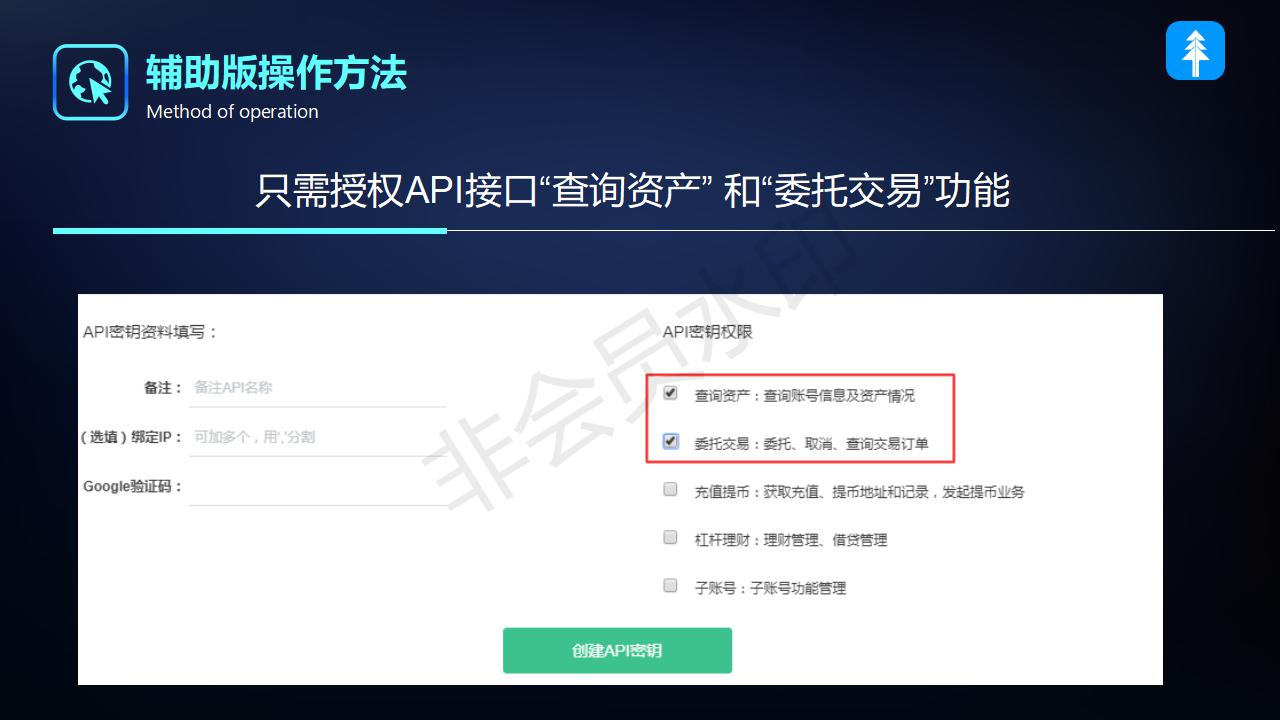 辅助版操作方法
Method of operation
只需授权API接口“查询资产” 和“委托交易”功能
API密钥资料填写：
备注： 备注API名称
（选填）绑定IP： 可加多个，用','分割
Google验证码：
API密钥权限
查询资产：查询账号信息及资产情况
委托交易：委托、取消、查询交易订单
充值提币：获取充值、提币地址和记录，发起提币业务
杠杆理财：理财管理、借贷管理
子账号：子账号功能管理
创建API密钥
非会员水印